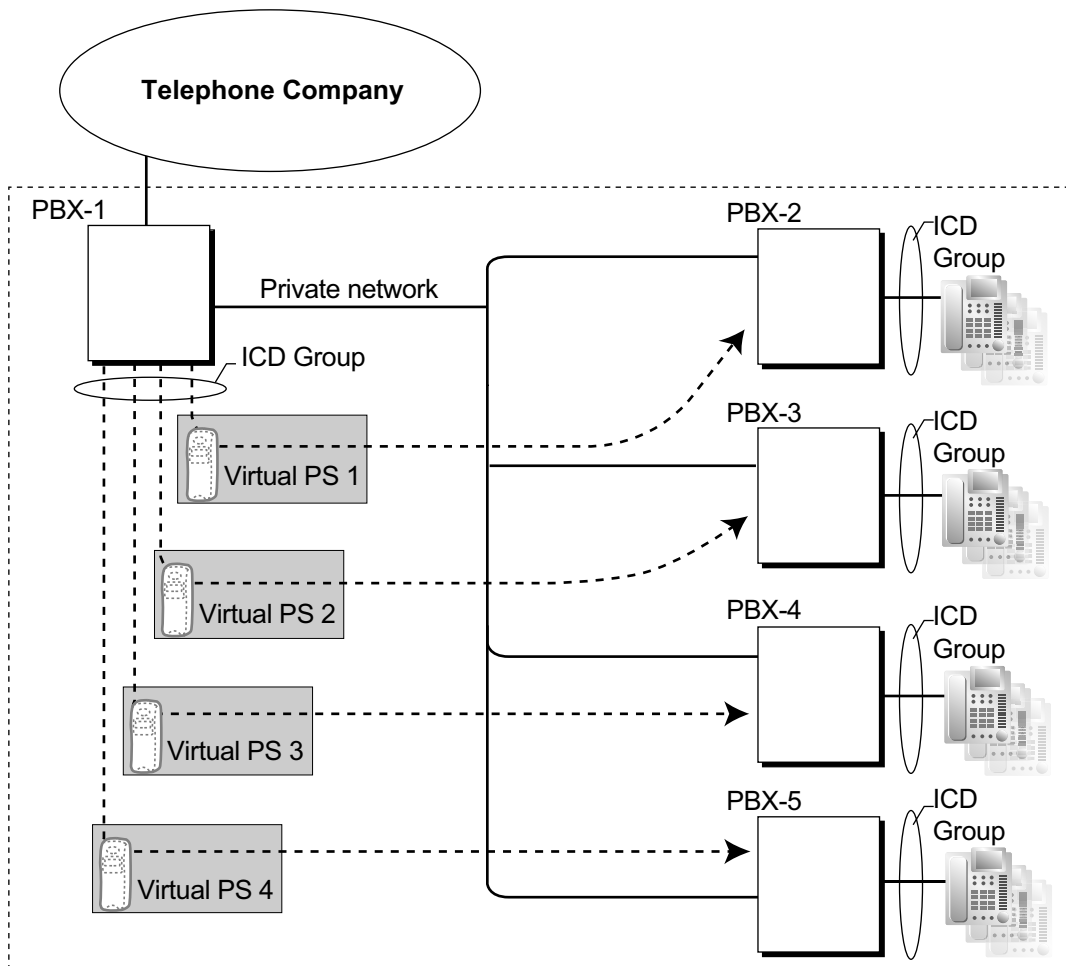 Telephone Company
PBX-1
Private network
ICD Group
Virtual PS 1
Virtual PS 2
Virtual PS 3
Virtual PS 4
PBX-2
ICD
Group
PBX-3
ICD
Group
PBX-4
ICD
Group
PBX-5
ICD
Group